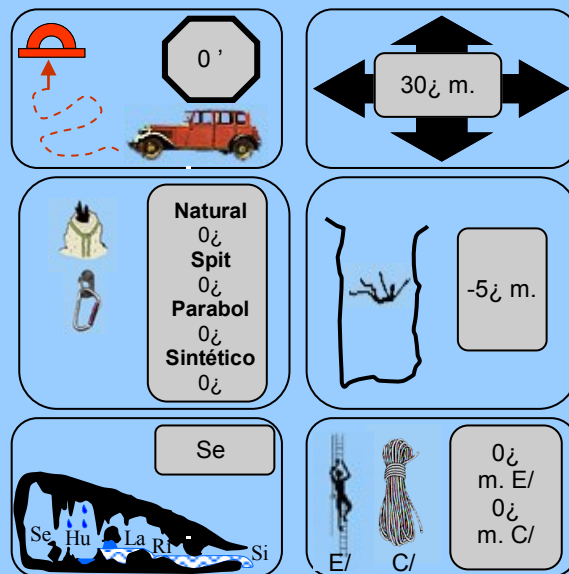 0 '
30¿ m.
Natural
0¿
Spit
0¿
Parabol
0¿
Sintético
0¿
-5¿ m.
Se
Se Hu La Ri Si
0¿
m. E/
0¿
m. C/
E/ C/